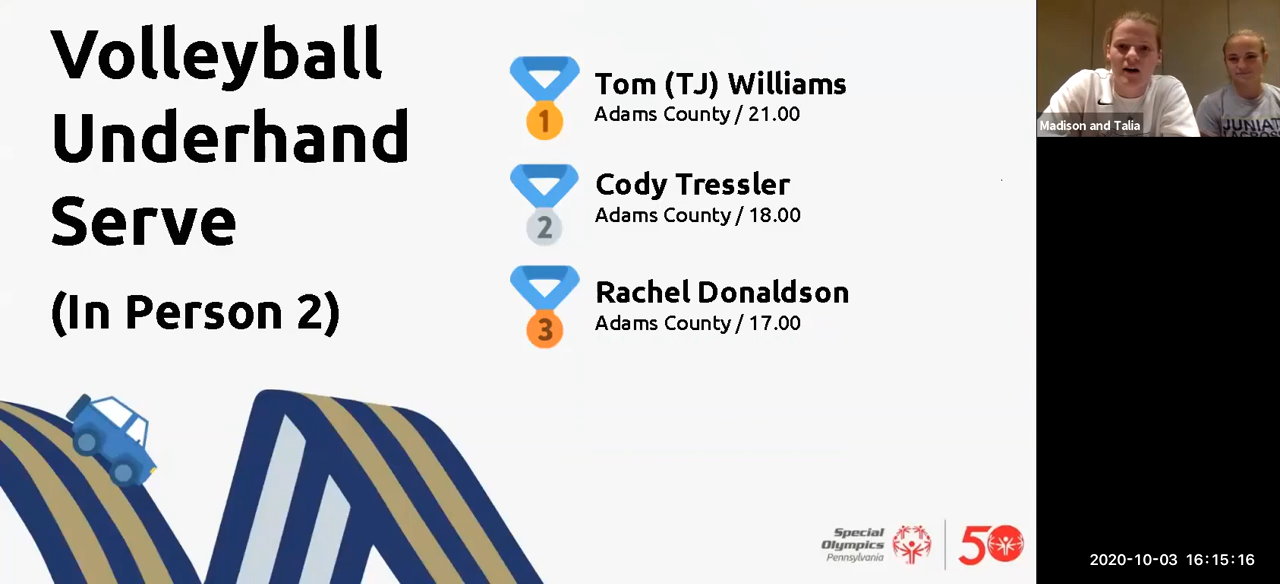 Volleyball
Underhand
Serve
(In Person 2)
1
Tom (TJ) Williams
Adams County / 21.00
2
Cody Tressler
Adams County / 18.00
3
Rachel Donaldson
Adams County / 17.00
Special
Olympics
Pennsylvania
50
Madison and Talia
JUNIAT
LACROSS
2020-10-03 16:15:16